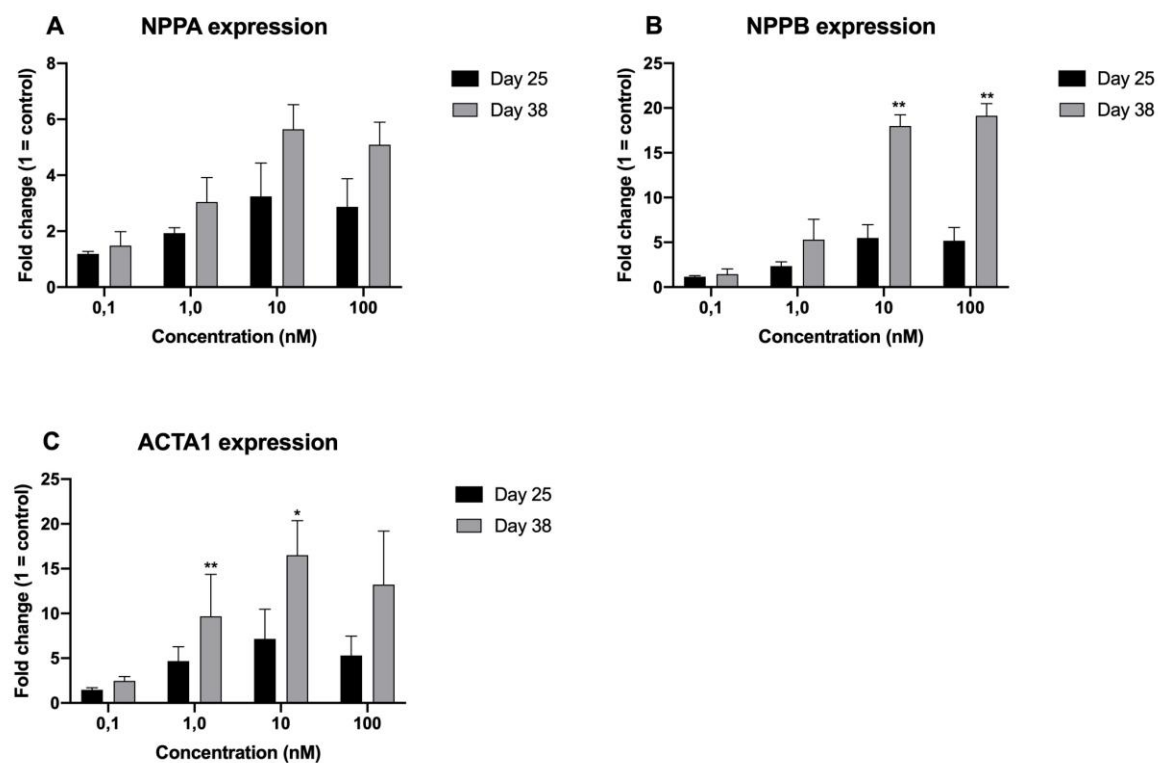 A NPPA expression
Fold change (1 = control)
8
6
4
2
0
0,1 1,0 10 100
Concentration (nM)
Day 25
Day 38
B NPPB expression
Fold change (1 = control)
25
20
15
10
5
0
** **
0,1 1,0 10 100
Concentration (nM)
Day 25
Day 38
C ACTA1 expression
Fold change (1 = control)
25
20
15
10
5
0
** *
0,1 1,0 10 100
Concentration (nM)
Day 25
Day 38